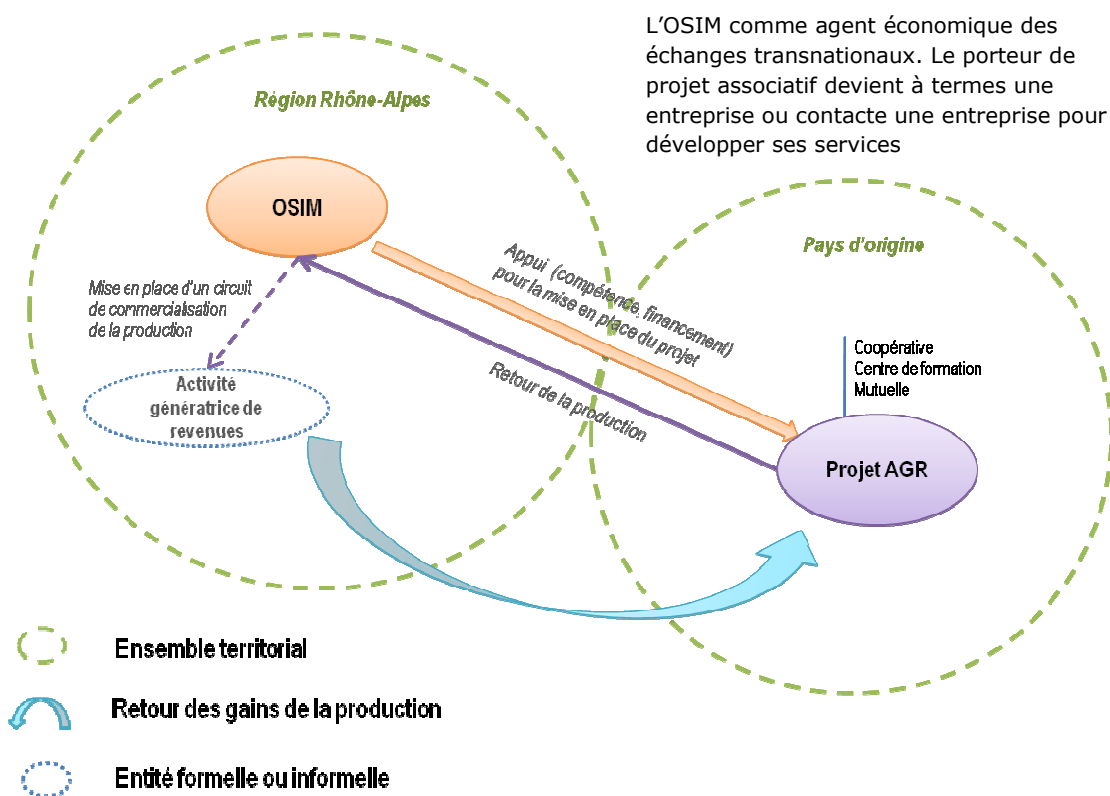 L'OSIM comme agent économique des
échanges transnationaux. Le porteur de
projet associatif devient à termes une
entreprise ou contacte une entreprise pour
développer ses services
Région Rhône-Alpes
OSIM
Pays d'origine
Mise en place d'un circuit
de commercialisation
de la production
Appui (compétence, financement)
pour la mise en place du projet
Retour de la production
Coopérative
Centre de formation
Mutuelle
Activité
génératrice de
revenues
Projet AGR
Ensemble territorial
Retour des gains de la production
Entité formelle ou informelle